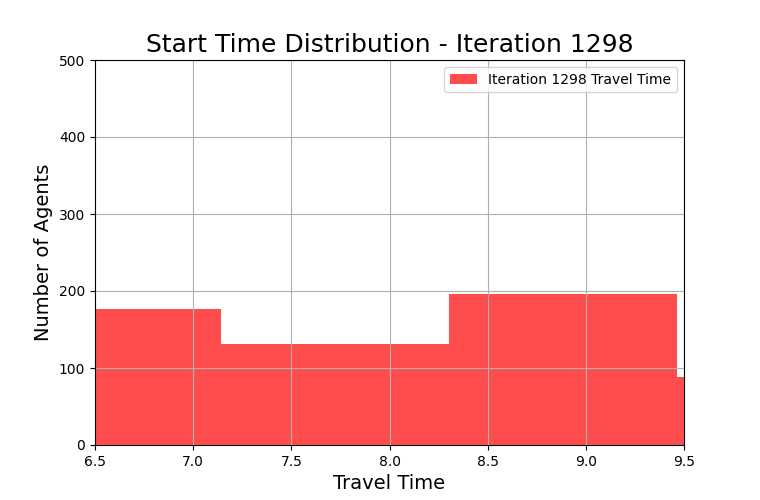 Start Time Distribution - Iteration 1298
Iteration 1298 Travel Time
Number of Agents
500
400
300
200
100
0
6.5 7.0 7.5 8.0 8.5 9.0 9.5
Travel Time